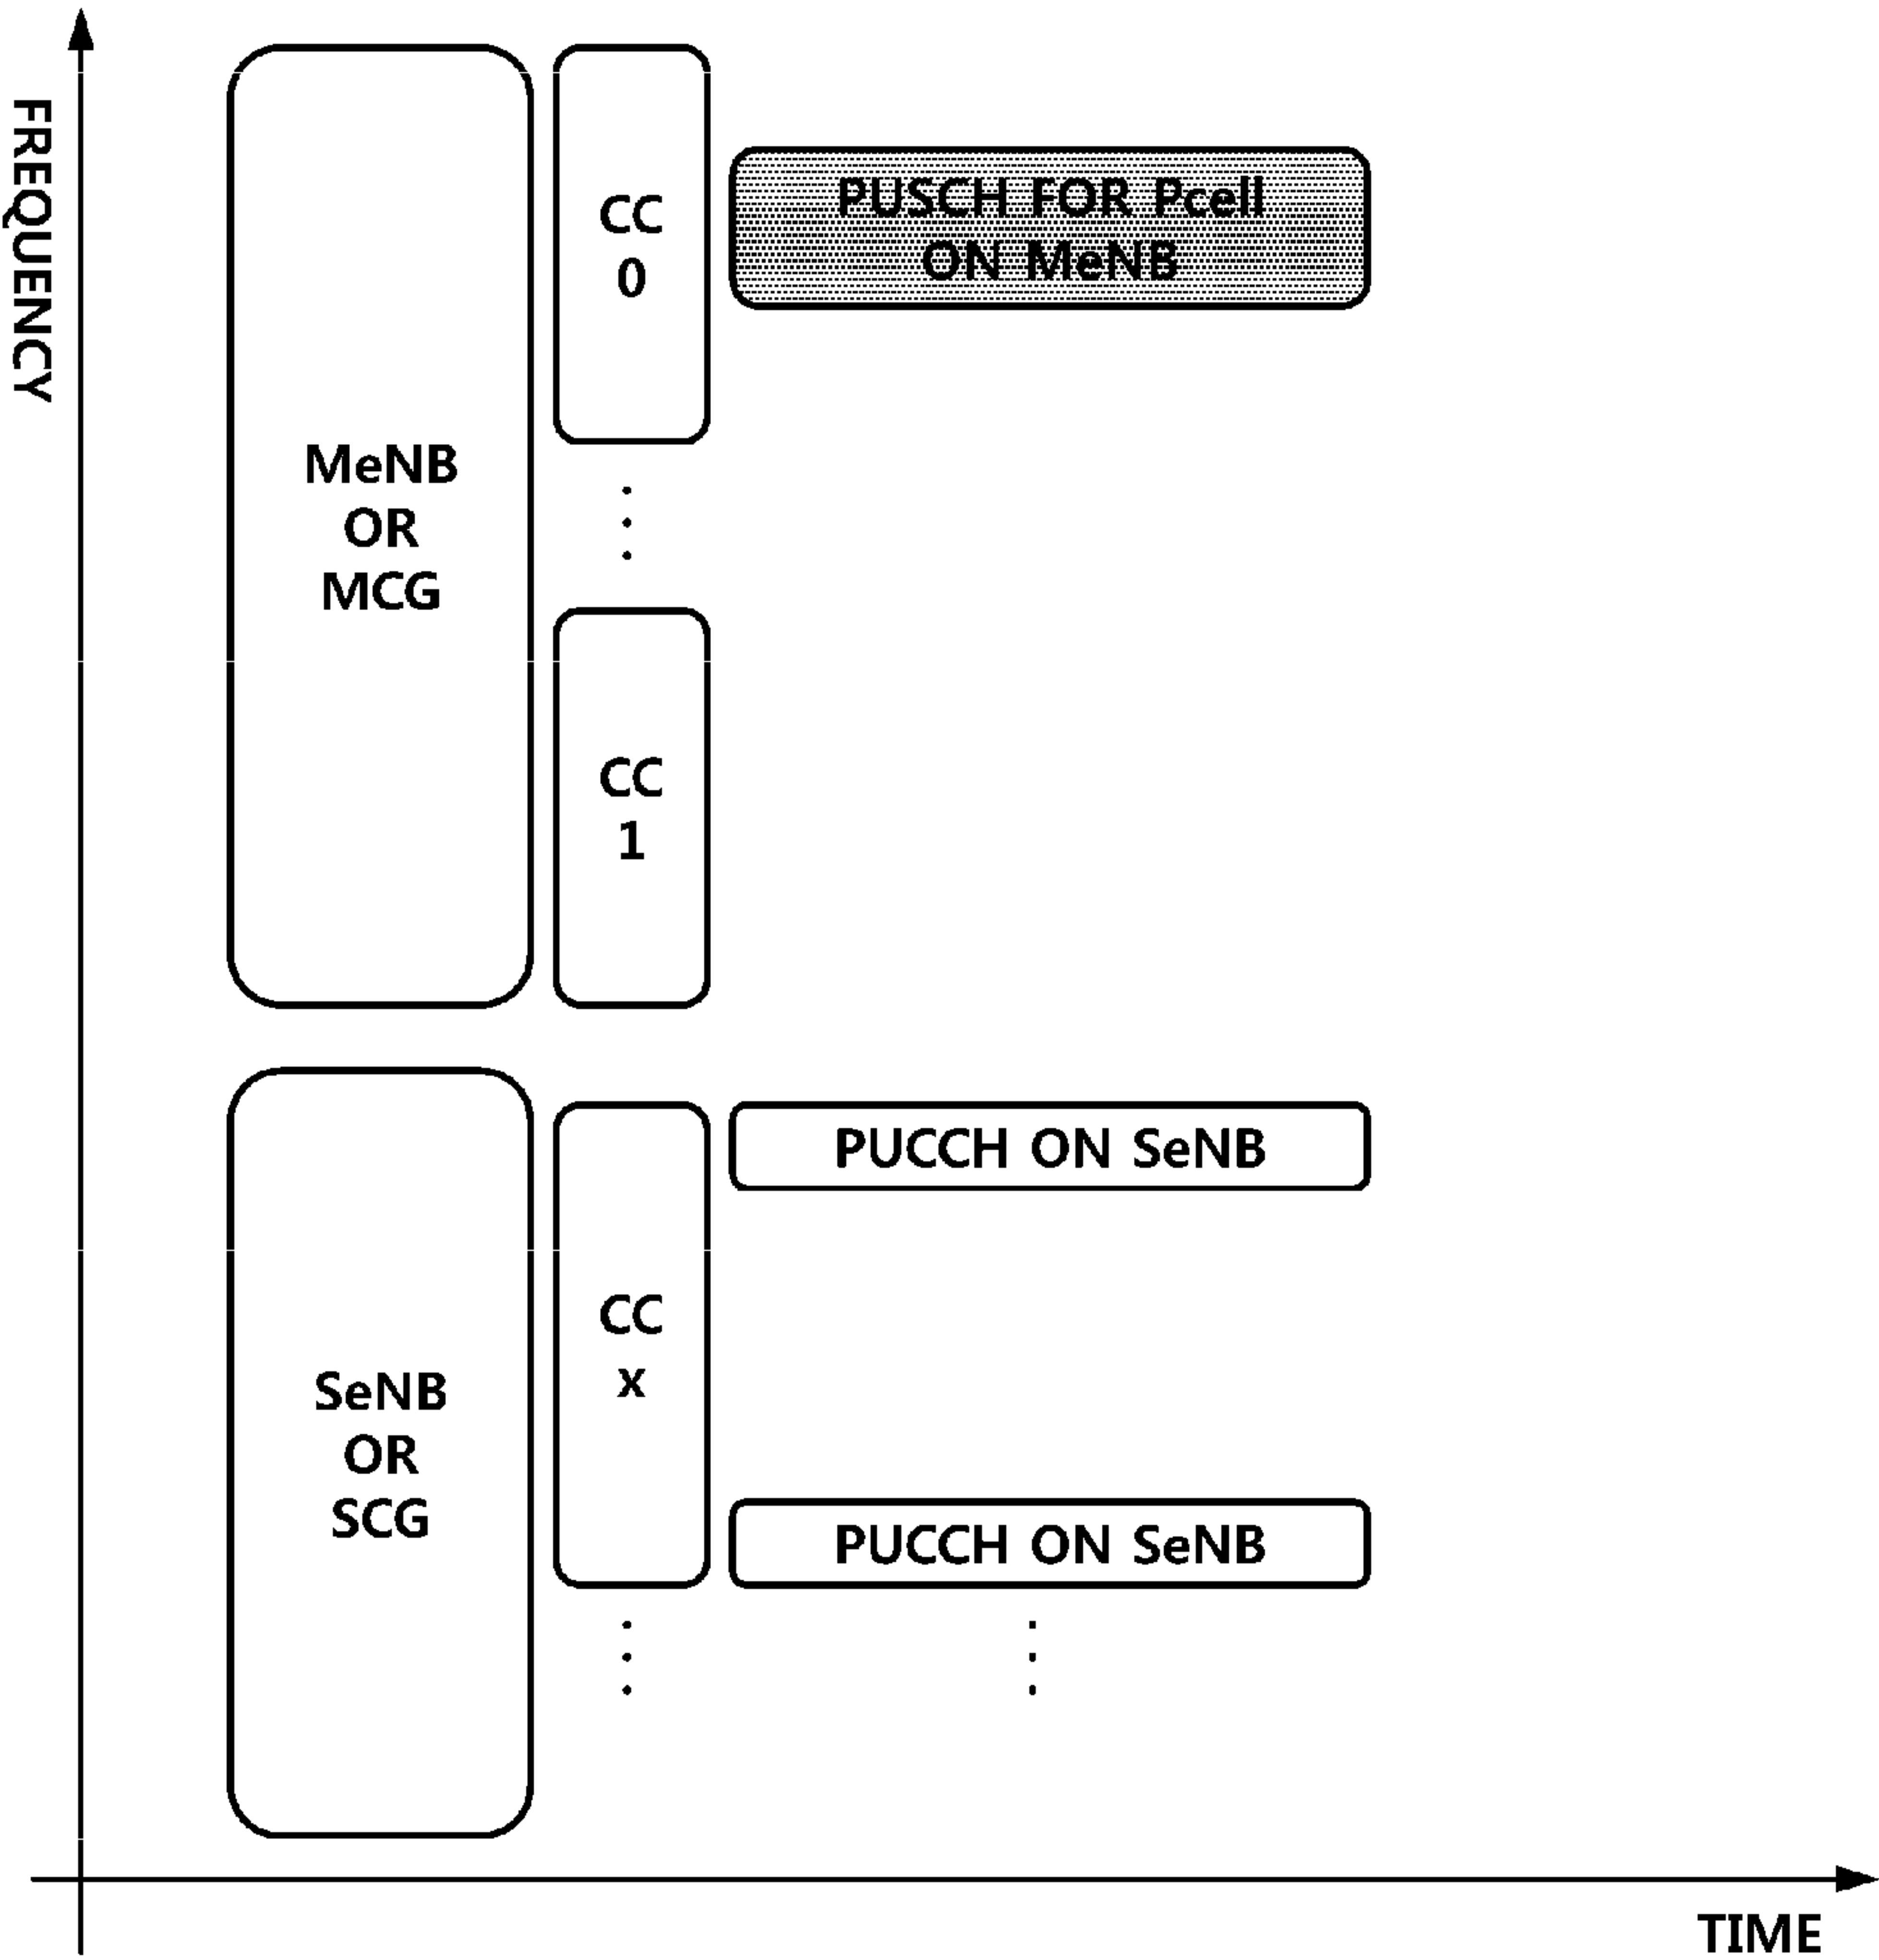 FREQUENCY
MeNB
OR
MCG
CC
0
PUSCH FOR Pcell
ON MeNB
CC
1
SeNB
OR
SCG
CC
x
PUCCH ON SeNB
PUCCH ON SeNB
TIME